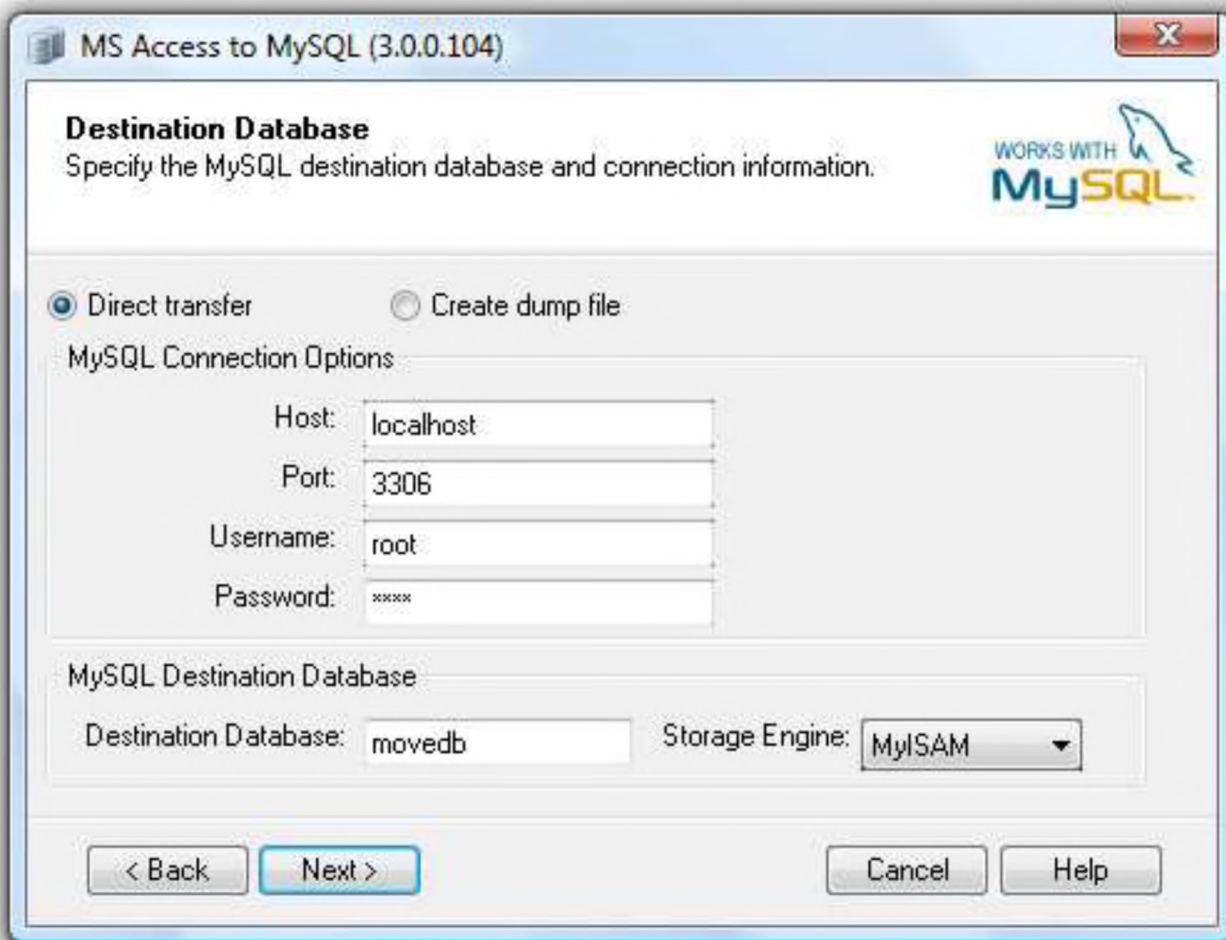 MS Access to MySQL (3.0.0.104)
Destination Database
Specify the MySQL destination database and connection information.
WORKS WITH
MySQL
Direct transfer
Create dump file
MySQL Connection Options
Host: localhost
Port: 3306
Username: root
Password: ****
MySQL Destination Database
Destination Database: movedb Storage Engine: MyISAM
< Back Next > Cancel Help